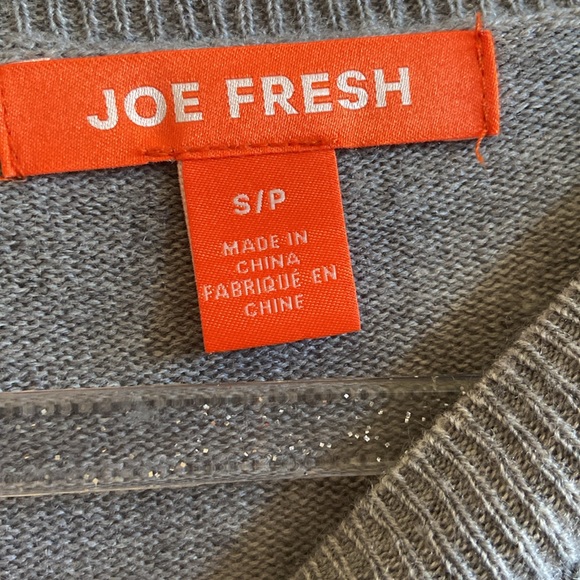 JOE FRESH
S/P
MADE IN
CHINA
FABRIQUÉ EN
CHINE